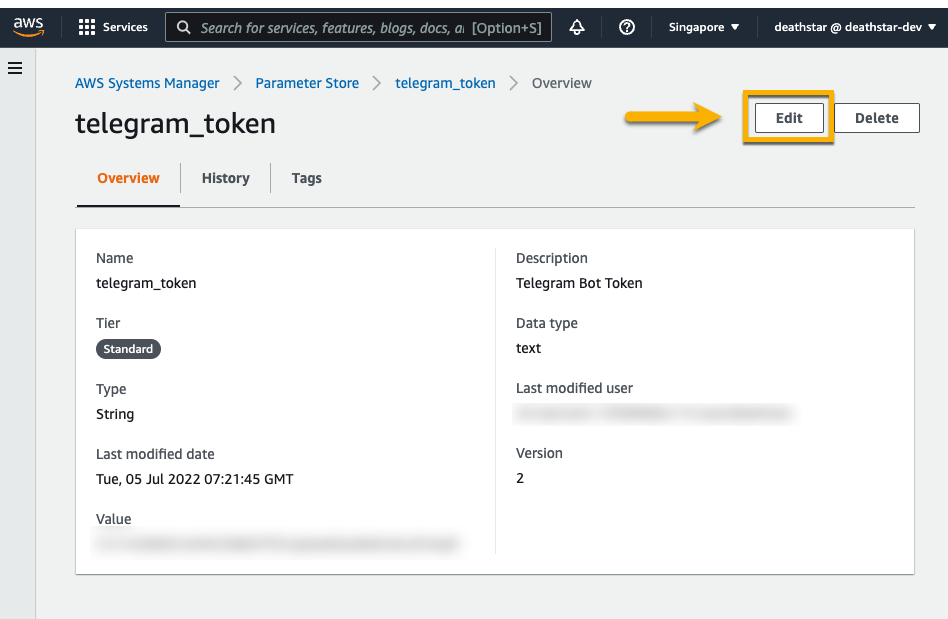 aws Services Search for services, features, blogs, docs, a [Option+S] Singapore ▼ deathstar @ deathstar-dev ▼
AWS Systems Manager > Parameter Store > telegram_token > Overview
telegram_token
Edit Delete
Overview History Tags
Name
telegram_token
Tier
Standard
Type
String
Last modified date
Tue, 05 Jul 2022 07:21:45 GMT
Value
Description
Telegram Bot Token
Data type
text
Last modified user
Version
2